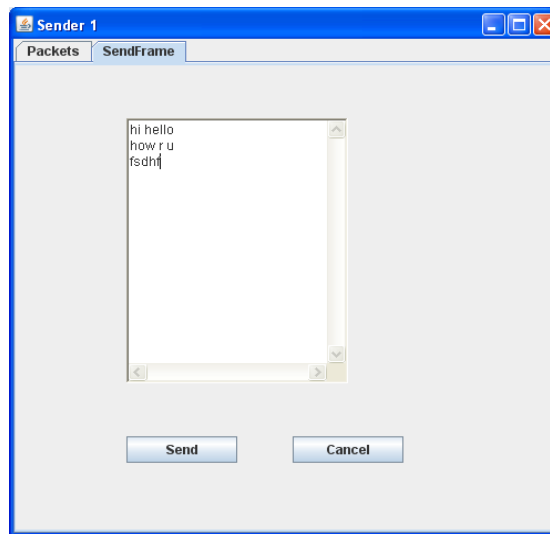 Sender 1
Packets SendFrame
hi hello
how r u
fsdhf
Send Cancel